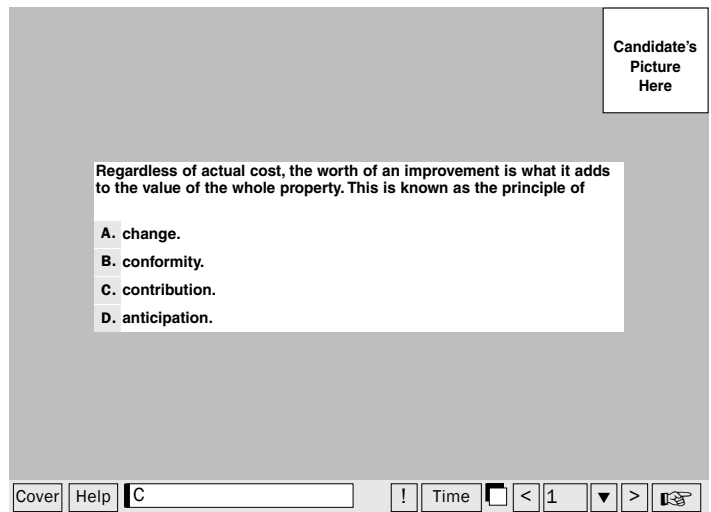 Candidate's
Picture
Here
Regardless of actual cost, the worth of an improvement is what it adds
to the value of the whole property. This is known as the principle of
A. change.
B. conformity.
C. contribution.
D. anticipation.
Cover Help C ! Time < 1 ▼ > ☞